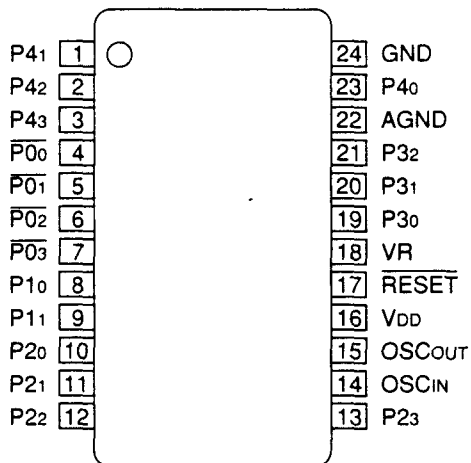 P41 1 24 GND
P42 2 23 P40
P43 3 22 AGND
P00 4 21 P32
P01 5 20 P31
P02 6 19 P30
P03 7 18 VR
P10 8 17 RESET
P11 9 16 VDD
P20 10 15 OSCOUT
P21 11 14 OSCIN
P22 12 13 P23